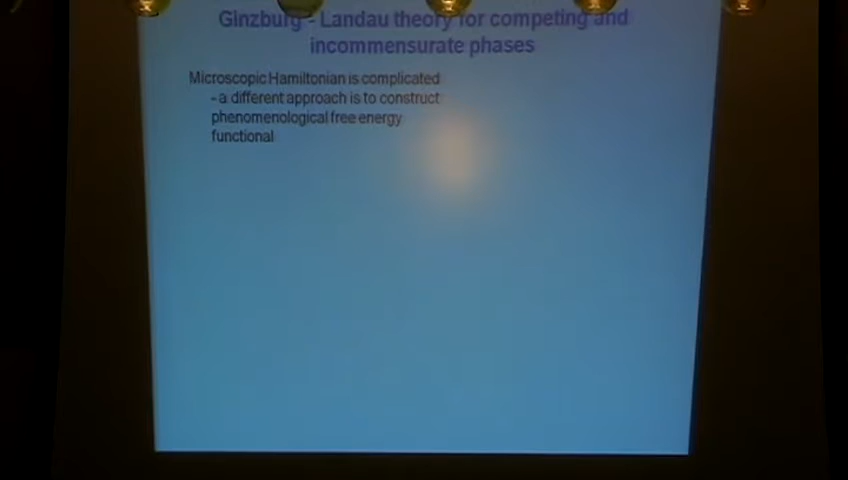 Ginzburg - Landau theory for competing and
incommensurate phases
Microscopic Hamiltonian is complicated
- a different approach is to construct
phenomenological free energy
functional